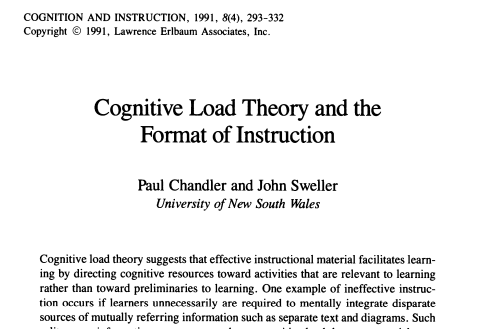 COGNITION AND INSTRUCTION, 1991, 8(4), 293-332
Copyright © 1991, Lawrence Erlbaum Associates, Inc.
Cognitive Load Theory and the
Format of Instruction
Paul Chandler and John Sweller
University of New South Wales
Cognitive load theory suggests that effective instructional material facilitates learn-
ing by directing cognitive resources toward activities that are relevant to learning
rather than toward preliminaries to learning. One example of ineffective instruc-
tion occurs if learners unnecessarily are required to mentally integrate disparate
sources of mutually referring information such as separate text and diagrams. Such